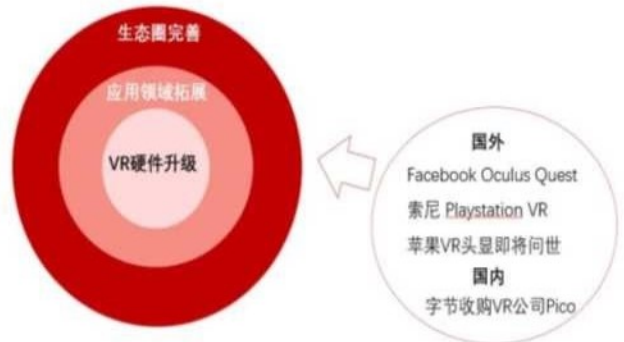 生态圈完善
应用领域拓展
VR硬件升级
国外
Facebook Oculus Quest
索尼 Playstation VR
苹果VR头显即将问世
国内
字节收购VR公司Pico